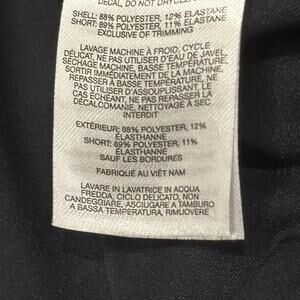 DECAL, DO NOT DRYCLEAN
SHELL: 88% POLYESTER, 12% ELASTANE
SHORT: 89% POLYESTER, 11% ELASTANE
EXCLUSIVE OF TRIMMING
LAVAGE MACHINE À FROID, CYCLE
DÉLICAT, NE PAS UTILISER D'EAU DE JAVEL,
SÉCHAGE MACHINE, BASSE TEMPÉRATURE,
SORTIR IMMÉDIATEMENT DE LA MACHINE,
REPASSER À BASSE TEMPÉRATURE, NE
PAS UTILISER D'ASSOUPLISSANT, LE
CAS ÉCHÉANT, NE PAS REPASSER LA
DÉCALCOMANIE, NETTOYAGE À SEC
INTERDIT
EXTÉRIEUR: 88% POLYESTER, 12%
ÉLASTHANNE
SHORT: 89% POLYESTER, 11%
ÉLASTHANNE
SAUF LES BORDURES
FABRIQUÉ AU VIÊT NAM
LAVARE IN LAVATRICE IN ACQUA
FREDDA, CICLO DELICATO, NON
CANDEGGIARE, ASCIUGARE A TAMBURO
A BASSA TEMPERATURA, RIMUOVERE